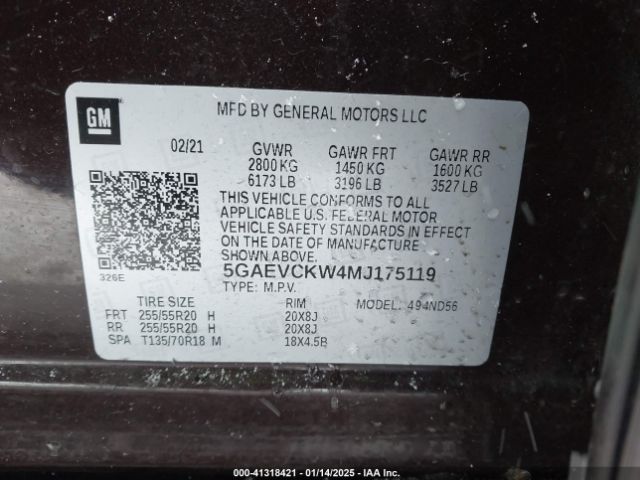 GM
MFD BY GENERAL MOTORS LLC
02/21 GVWR GAWR FRT GAWR RR
2800 KG 1450 KG 1600 KG
6173 LB 3196 LB 3527 LB
THIS VEHICLE CONFORMS TO ALL
APPLICABLE U.S. FEDERAL MOTOR
VEHICLE SAFETY STANDARDS IN EFFECT
ON THE DATE OF MANUFACTURE
SHOWN ABOVE.
326E
5GAEVCKW4MJ175119
TYPE: M.P.V.
TIRE SIZE RIM MODEL: 494ND56
FRT 255/55R20 H 20X8J
RR 255/55R20 H 20X8J
SPA T135/70R18 M 18X4.5B
000-41318421 - 01/14/2025 - IAA Inc.